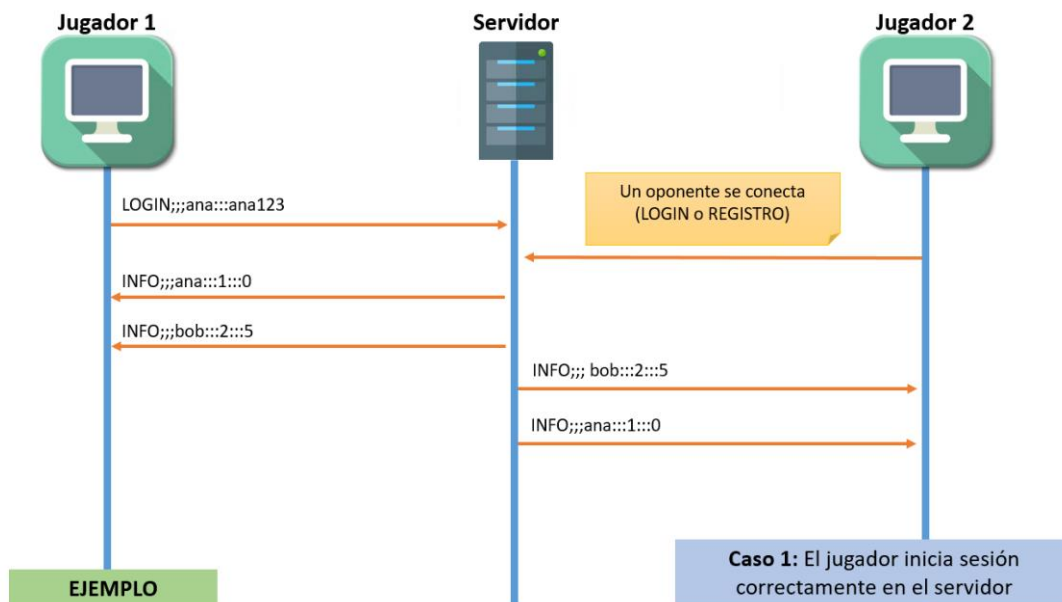 Jugador 1
Servidor
Jugador 2
LOGIN;;;ana:::ana123
Un oponente se conecta
(LOGIN o REGISTRO)
INFO;;;ana:::1:::0
INFO;;;bob:::2:::5
INFO;;; bob:::2:::5
INFO;;;ana:::1:::0
EJEMPLO
Caso 1: El jugador inicia sesión
correctamente en el servidor